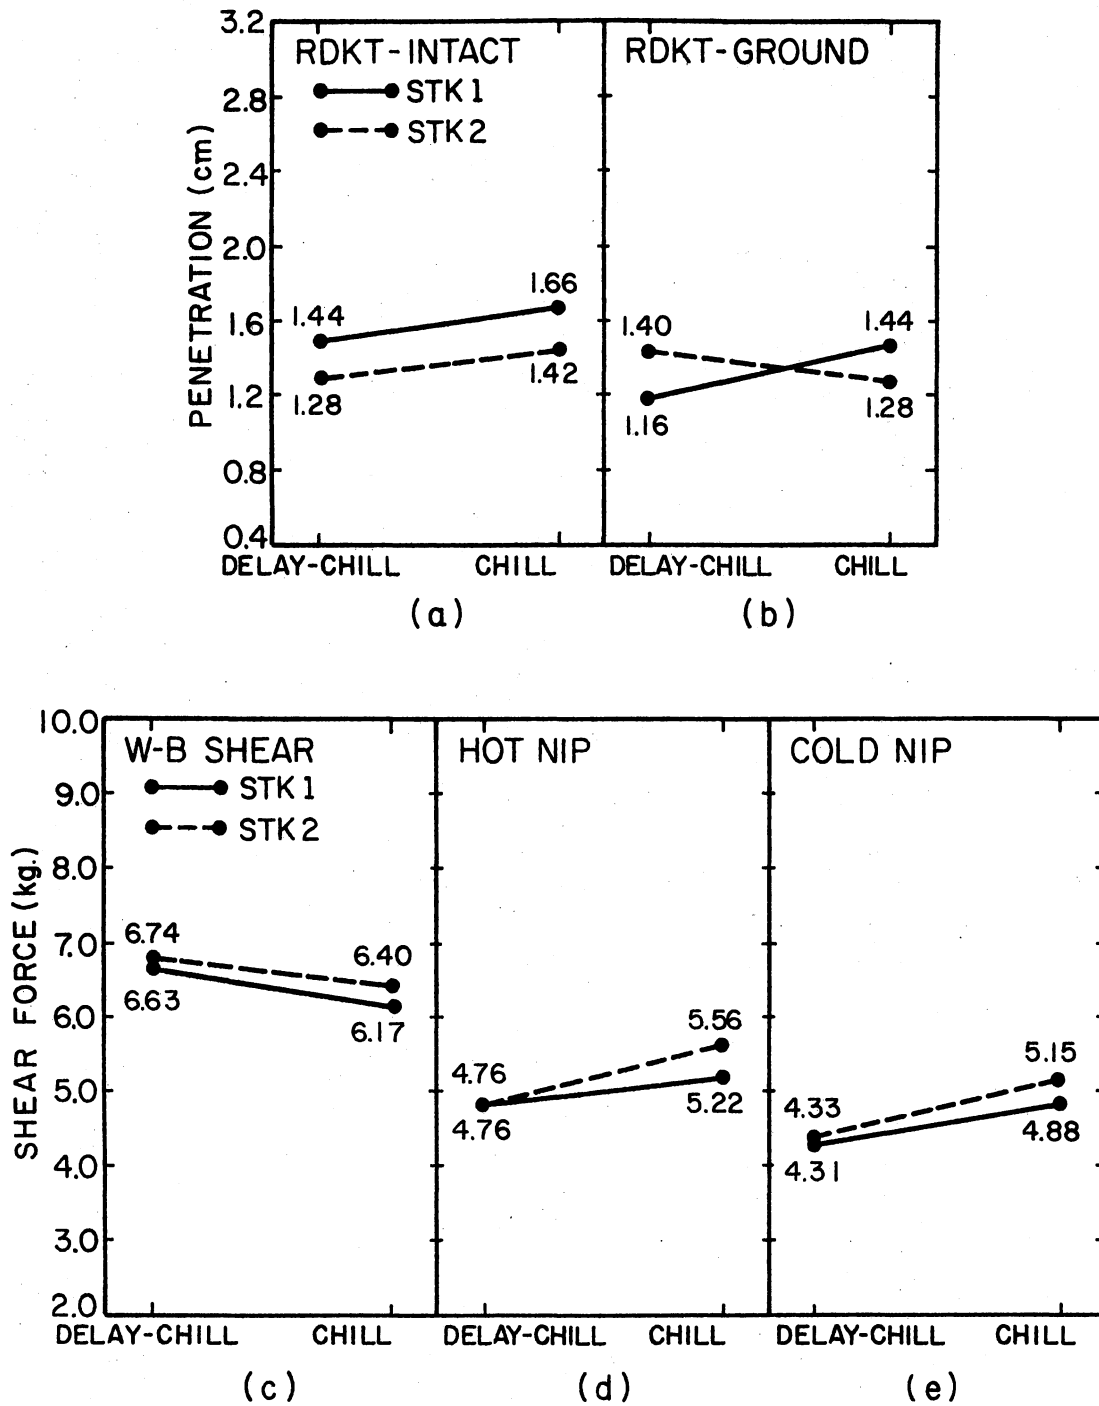 3.2
RDKT-INTACT
RDKT-GROUND
STK 1
2.8
STK 2
2.4
PENETRATION (cm)
2.0
1.66
1.44
1.6
1.40
1.44
1.42
1.28
1.2
1.28
1.16
0.8
0.4
DELAY-CHILL CHILL DELAY-CHILL CHILL
(a) (b)
10.0
W-B SHEAR
HOT NIP
COLD NIP
STK 1
9.0
STK 2
8.0
SHEAR FORCE (kg.)
7.0
6.74
6.40
6.63
6.17
6.0
5.56
4.76
5.22
5.15
5.0
4.76
4.33
4.88
4.31
4.0
3.0
2.0
DELAY-CHILL CHILL DELAY-CHILL CHILL DELAY-CHILL CHILL
(c) (d) (e)